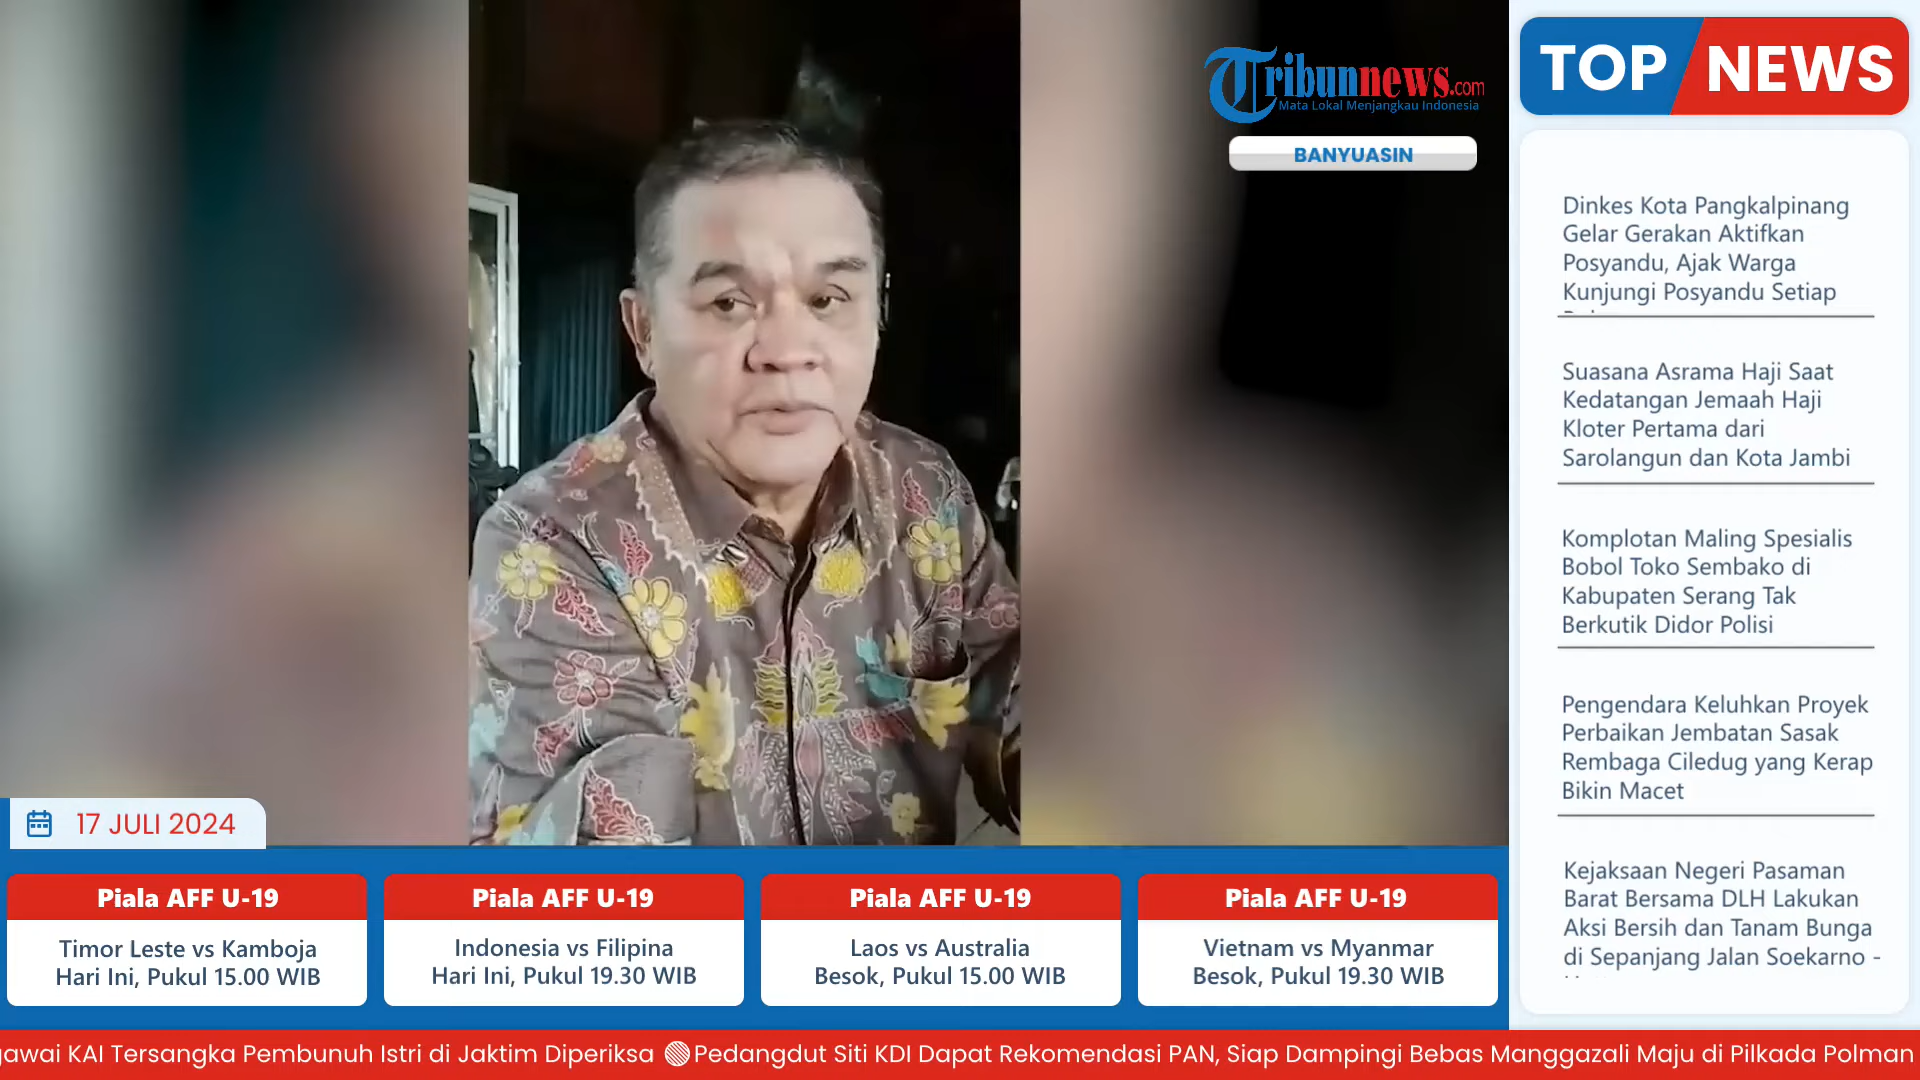 Tribunnews.com
Mata Lokal Menjangkau Indonesia
BANYUASIN
TOP NEWS
Dinkes Kota Pangkalpinang
Gelar Gerakan Aktifkan
Posyandu, Ajak Warga
Kunjungi Posyandu Setiap
Suasana Asrama Haji Saat
Kedatangan Jemaah Haji
Kloter Pertama dari
Sarolangun dan Kota Jambi
Komplotan Maling Spesialis
Bobol Toko Sembako di
Kabupaten Serang Tak
Berkutik Didor Polisi
Pengendara Keluhkan Proyek
Perbaikan Jembatan Sasak
Rembaga Ciledug yang Kerap
Bikin Macet
Kejaksaan Negeri Pasaman
Barat Bersama DLH Lakukan
Aksi Bersih dan Tanam Bunga
di Sepanjang Jalan Soekarno -
17 JULI 2024
Piala AFF U-19
Timor Leste vs Kamboja
Hari Ini, Pukul 15.00 WIB
Piala AFF U-19
Indonesia vs Filipina
Hari Ini, Pukul 19.30 WIB
Piala AFF U-19
Laos vs Australia
Besok, Pukul 15.00 WIB
Piala AFF U-19
Vietnam vs Myanmar
Besok, Pukul 19.30 WIB
gawai KAI Tersangka Pembunuh Istri di Jaktim Diperiksa Pedangdut Siti KDI Dapat Rekomendasi PAN, Siap Dampingi Bebas Manggazali Maju di Pilkada Polman